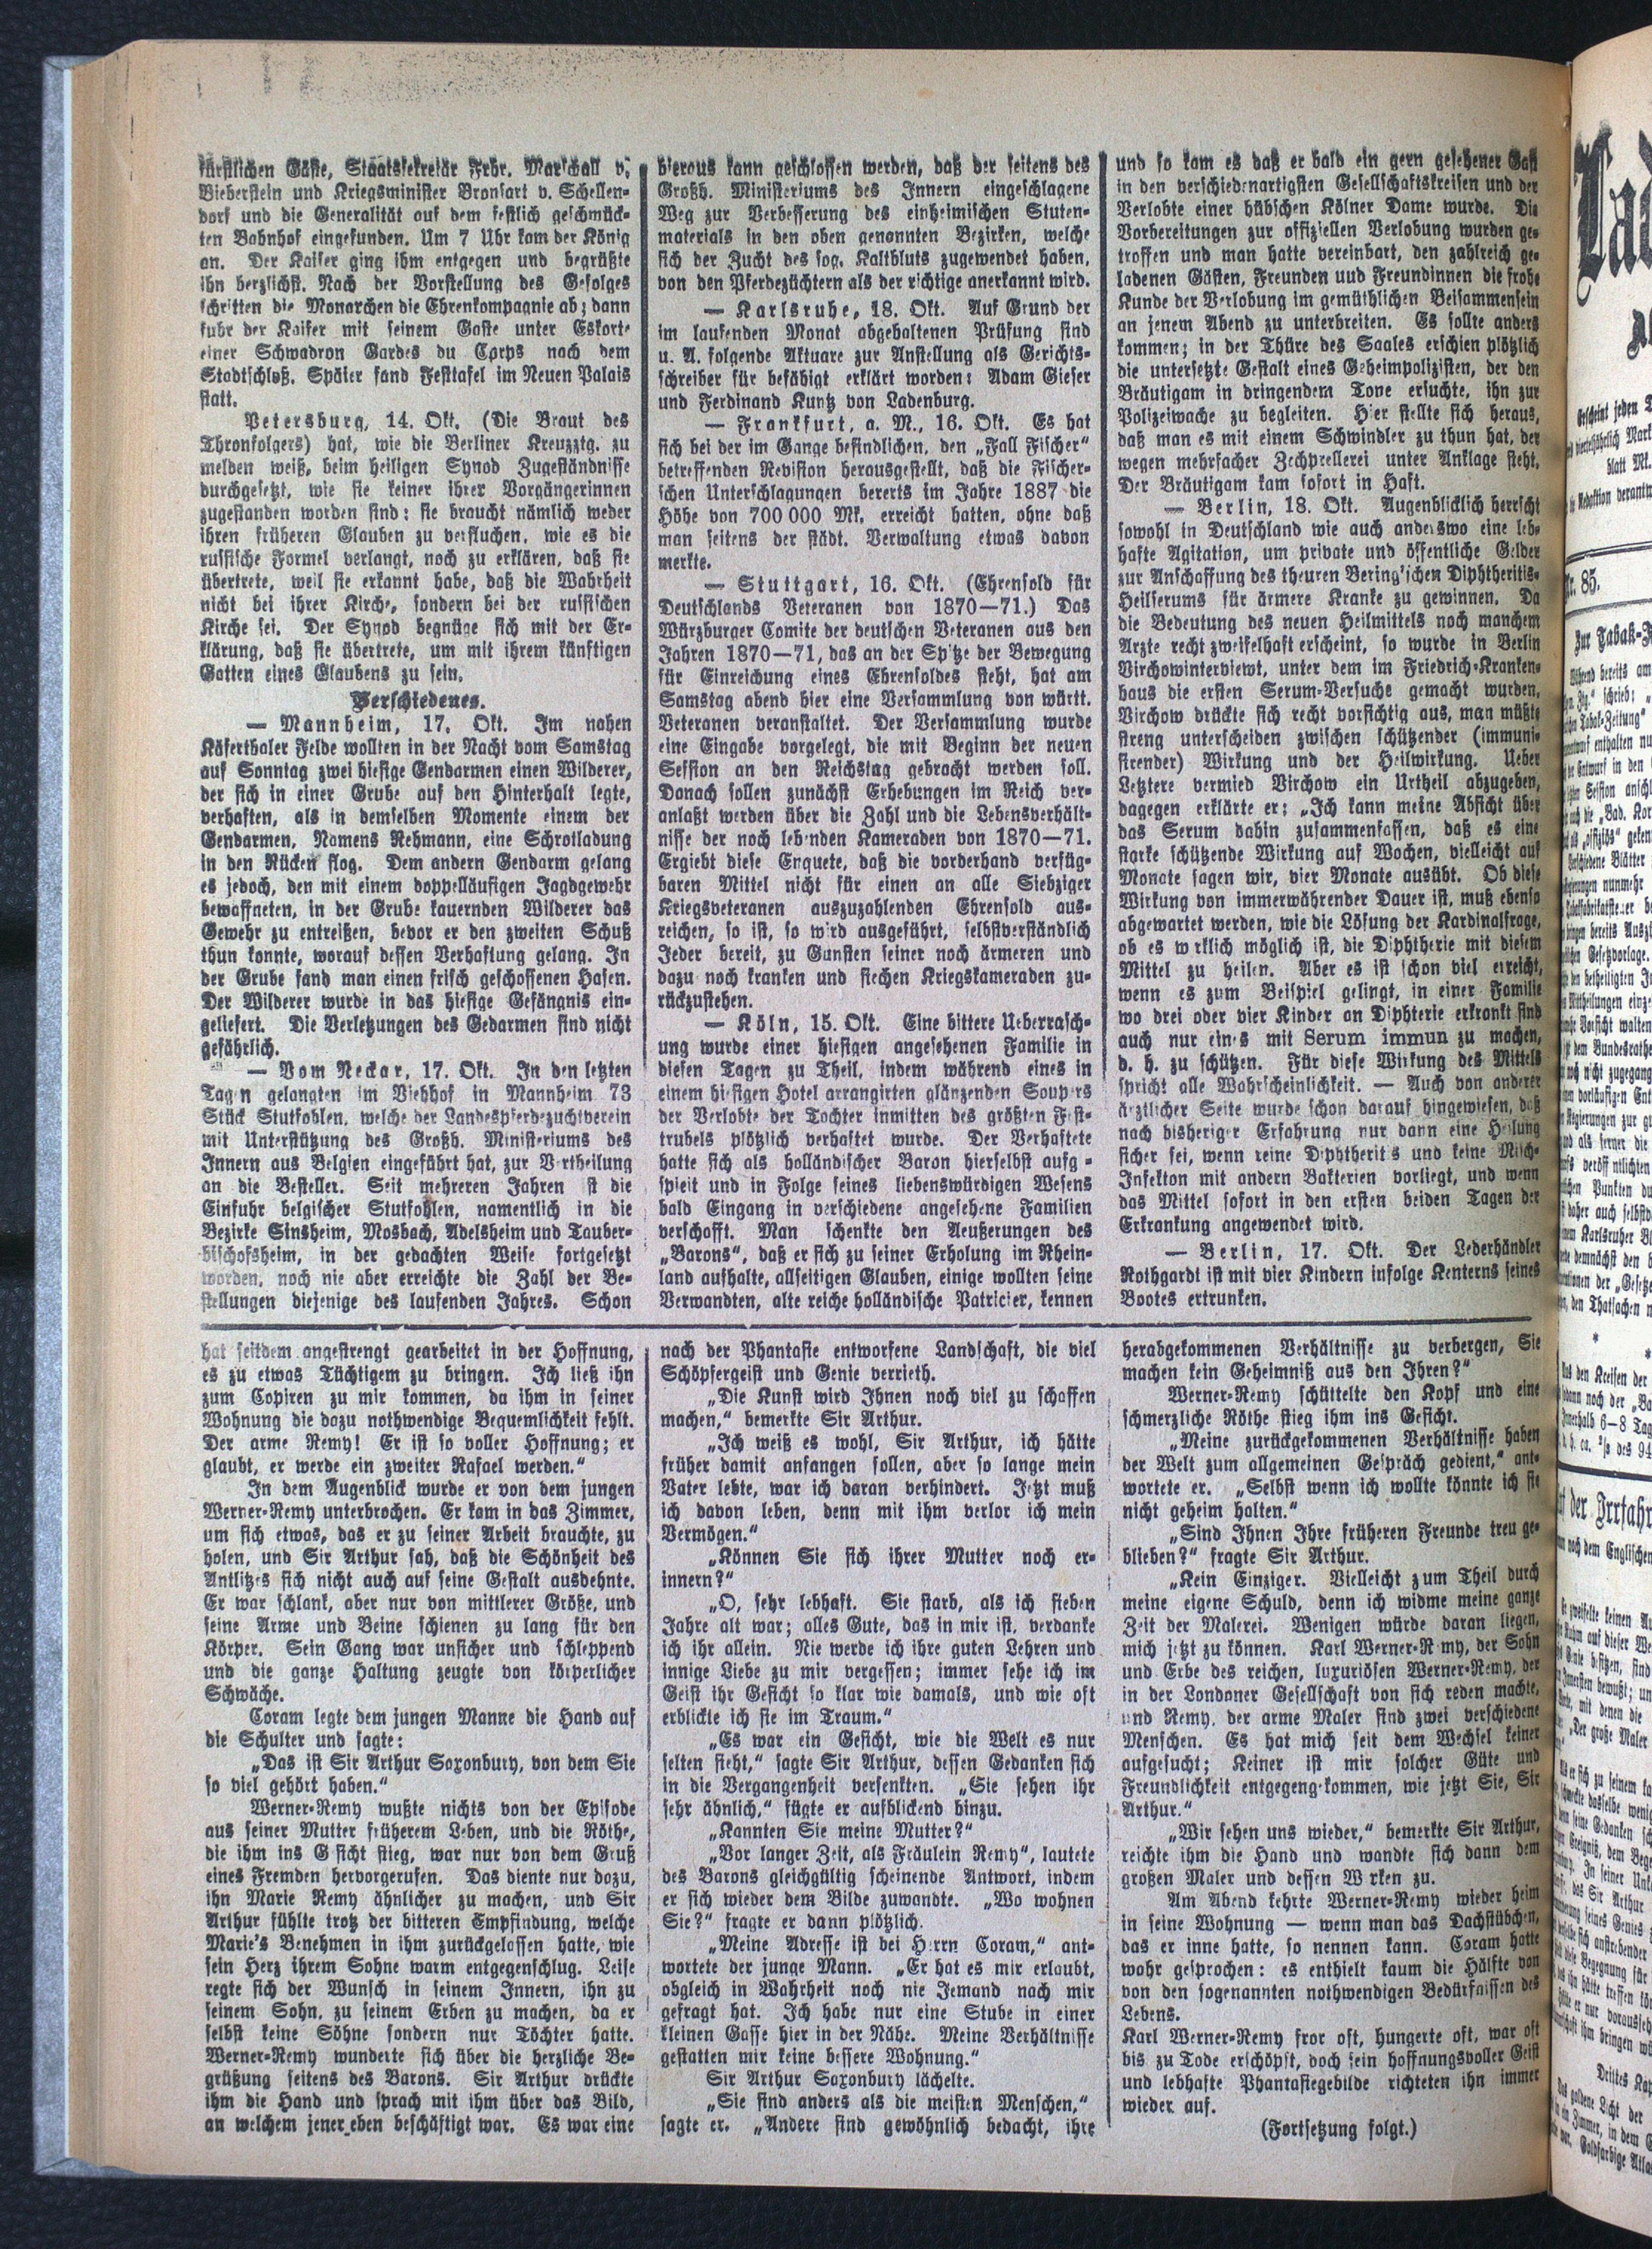 fürstlichen Gäste, Staatssekretär Frhr. Marschall v.
Bieberstein und Kriegsminister Bronsart v. Schellen-
dorf und die Generalität auf dem festlich geschmück-
ten Bahnhof eingefunden. Um 7 Uhr kam der König
an. Der Kaiser ging ihm entgegen und begrüßte
ihn herzlichst. Nach der Vorstellung des Gefolges
schritten die Monarchen die Ehrenkompagnie ab; dann
fuhr der Kaiser mit seinem Gaste unter Eskorte
einer Schwadron Gardes du Corps nach dem
Stadtschloß. Später fand Festtafel im Neuen Palais
statt.
Petersburg, 14. Okt. (Die Braut des
Thronfolgers) hat, wie die Berliner Kreuzztg. zu
melden weiß, beim heiligen Synod Zugeständnisse
durchgesetzt, wie sie keiner ihrer Vorgängerinnen
zugestanden worden sind: sie braucht nämlich weder
ihren früheren Glauben zu verfluchen, wie es die
russische Formel verlangt, noch zu erklären, daß sie
übertrete, weil sie erkannt habe, daß die Wahrheit
nicht bei ihrer Kirche, sondern bei der russischen
Kirche sei. Der Synod begnüge sich mit der Er-
klärung, daß sie übertrete, um mit ihrem künftigen
Gatten eines Glaubens zu sein.
Verschiedenes.
— Mannheim, 17. Okt. Im nahen
Käferthaler Felde wollten in der Nacht vom Samstag
auf Sonntag zwei hiesige Gendarmen einen Wilderer,
der sich in einer Grube auf den Hinterhalt legte,
verhaften, als in demselben Momente einem der
Gendarmen, Namens Rehmann, eine Schrotladung
in den Rücken flog. Dem andern Gendarm gelang
es jedoch, den mit einem doppelläufigen Jagdgewehr
bewaffneten, in der Grube kauernden Wilderer das
Gewehr zu entreißen, bevor er den zweiten Schuß
thun konnte, worauf dessen Verhaftung gelang. In
der Grube fand man einen frisch geschossenen Hasen.
Der Wilderer wurde in das hiesige Gefängnis ein-
geliefert. Die Verletzungen des Gedarmen sind nicht
gefährlich.
— Vom Neckar, 17. Okt. In den letzten
Tagen gelangten im Viehhof in Mannheim 73
Stück Stutfohlen, welche der Landespferdezuchtverein
mit Unterstützung des Großh. Ministeriums des
Innern aus Belgien eingeführt hat, zur Vertheilung
an die Besteller. Seit mehreren Jahren ist die
Einfuhr belgischer Stutfohlen, namentlich in die
Bezirke Sinsheim, Mosbach, Adelsheim und Tauber-
bischofsheim, in der gedachten Weise fortgesetzt
worden, noch nie aber erreichte die Zahl der Be-
stellungen diejenige des laufenden Jahres. Schon
hieraus kann geschlossen werden, daß der seitens des
Großh. Ministeriums des Innern eingeschlagene
Weg zur Verbesserung des einheimischen Stuten-
materials in den oben genannten Bezirken, welche
sich der Zucht des sog. Kaltbluts zugewendet haben,
von den Pferdezüchtern als der richtige anerkannt wird.
— Karlsruhe, 18. Okt. Auf Grund der
im laufenden Monat abgehaltenen Prüfung sind
u. A. folgende Aktuare zur Anstellung als Gerichts-
schreiber für befähigt erklärt worden: Adam Gieser
und Ferdinand Kuntz von Ladenburg.
— Frankfurt, a. M., 16. Okt. Es hat
sich bei der im Gange befindlichen, den „Fall Fischer“
betreffenden Revision herausgestellt, daß die Fischer-
schen Unterschlagungen bererts im Jahre 1887 die
Höhe von 700 000 Mk. erreicht hatten, ohne daß
man seitens der städt. Verwaltung etwas davon
merkte.
— Stuttgart, 16. Okt. (Ehrensold für
Deutschlands Veteranen von 1870—71.) Das
Würzburger Comite der deutschen Veteranen aus den
Jahren 1870—71, das an der Spitze der Bewegung
für Einreichung eines Ehrensoldes steht, hat am
Samstag abend hier eine Versammlung von württ.
Veteranen veranstaltet. Der Versammlung wurde
eine Eingabe vorgelegt, die mit Beginn der neuen
Session an den Reichstag gebracht werden soll.
Danach sollen zunächst Erhebungen im Reich ver-
anlaßt werden über die Zahl und die Lebensverhält-
nisse der noch lebenden Kameraden von 1870—71.
Ergiebt diese Enquete, daß die vorderhand verfüg-
baren Mittel nicht für einen an alle Siebziger
Kriegsveteranen auszuzahlenden Ehrensold aus-
reichen, so ist, so wird ausgeführt, selbstverständlich
Jeder bereit, zu Gunsten seiner noch ärmeren und
dazu noch kranken und siechen Kriegskameraden zu-
rückzustehen.
— Köln, 15. Okt. Eine bittere Ueberrasch-
ung wurde einer hiesigen angesehenen Familie in
diesen Tagen zu Theil, indem während eines in
einem hiesigen Hotel arrangirten glänzenden Soupers
der Verlobte der Tochter inmitten des größten Fest-
trubels plötzlich verhaftet wurde. Der Verhaftete
hatte sich als holländischer Baron hierselbst aufg-
spielt und in Folge seines liebenswürdigen Wesens
bald Eingang in verschiedene angesehene Familien
verschafft. Man schenkte den Aeußerungen des
„Barons“, daß er sich zu seiner Erholung im Rhein-
land aufhalte, allseitigen Glauben, einige wollten seine
Verwandten, alte reiche holländische Patricier, kennen
und so kam es daß er bald ein gern gesehener Gast
in den verschiedenartigsten Gesellschaftskreisen und der
Verlobte einer hübschen Kölner Dame wurde. Die
Vorbereitungen zur offiziellen Verlobung wurden ge-
troffen und man hatte vereinbart, den zahlreich ge-
ladenen Gästen, Freunden und Freundinnen die frohe
Kunde der Verlobung im gemüthlichen Beisammensein
an jenem Abend zu unterbreiten. Es sollte anders
kommen; in der Thüre des Saales erschien plötzlich
die untersetzte Gestalt eines Geheimpolizisten, der den
Bräutigam in dringendem Tone ersuchte, ihn zur
Polizeiwache zu begleiten. Hier stellte sich heraus,
daß man es mit einem Schwindler zu thun hat, der
wegen mehrfacher Zechprellerei unter Anklage steht.
Der Bräutigam kam sofort in Haft.
— Berlin, 18. Okt. Augenblicklich herrscht
sowohl in Deutschland wie auch anderswo eine leb-
hafte Agitation, um private und öffentliche Gelder
zur Anschaffung des theuren Bering'schen Diphtheritis-
Heilserums für ärmere Kranke zu gewinnen. Da
die Bedeutung des neuen Heilmittels noch manchem
Arzte recht zweifelhaft erscheint, so wurde in Berlin
Virchow interviewt, unter dem im Friedrich-Kranken-
haus die ersten Serum-Versuche gemacht wurden,
Virchow drückte sich recht vorsichtig aus, man müßte
streng unterscheiden zwischen schützender (immuni-
sirender) Wirkung und der Heilwirkung. Ueber
Letztere vermied Virchow ein Urtheil abzugeben,
dagegen erklärte er: „Ich kann meine Absicht über
das Serum dahin zusammenfassen, daß es eine
starke schützende Wirkung auf Wochen, vielleicht auf
Monate sagen wir, vier Monate ausübt. Ob diese
Wirkung von immerwährender Dauer ist, muß ebenso
abgewartet werden, wie die Lösung der Kardinalfrage,
ob es wirklich möglich ist, die Diphtherie mit diesem
Mittel zu heilen. Aber es ist schon viel erreicht,
wenn es zum Beispiel gelingt, in einer Familie
wo drei oder vier Kinder an Diphterie erkrankt sind
auch nur eines mit Serum immun zu machen,
d. h. zu schützen. Für diese Wirkung des Mittels
spricht alle Wahrscheinlichkeit. — Auch von anderer
ärztlicher Seite wurde schon darauf hingewiesen, daß
nach bisheriger Erfahrung nur dann eine Heilung
sicher sei, wenn reine Diphtheritis und keine Misch-
Infektion mit andern Bakterien vorliegt, und wenn
das Mittel sofort in den ersten beiden Tagen der
Erkrankung angewendet wird.
— Berlin, 17. Okt. Der Lederhändler
Rothgardt ist mit vier Kindern infolge Kenterns seines
Bootes ertrunken.
hat seitdem angestrengt gearbeitet in der Hoffnung,
es zu etwas Tüchtigem zu bringen. Ich ließ ihn
zum Copiren zu mir kommen, da ihm in seiner
Wohnung die dazu nothwendige Bequemlichkeit fehlt.
Der arme Remy! Er ist so voller Hoffnung; er
glaubt, er werde ein zweiter Rafael werden.“
In dem Augenblick wurde er von dem jungen
Werner-Remy unterbrochen. Er kam in das Zimmer,
um sich etwas, das er zu seiner Arbeit brauchte, zu
holen, und Sir Arthur sah, daß die Schönheit des
Antlitzes sich nicht auch auf seine Gestalt ausdehnte.
Er war schlank, aber nur von mittlerer Größe, und
seine Arme und Beine schienen zu lang für den
Körper. Sein Gang war unsicher und schleppend
und die ganze Haltung zeugte von körperlicher
Schwäche.
Coram legte dem jungen Manne die Hand auf
die Schulter und sagte:
„Das ist Sir Arthur Saxonbury, von dem Sie
so viel gehört haben.“
Werner-Remy wußte nichts von der Episode
aus seiner Mutter früherem Leben, und die Röthe,
die ihm ins Gesicht stieg, war nur von dem Gruß
eines Fremden hervorgerufen. Das diente nur dazu,
ihn Marie Remy ähnlicher zu machen, und Sir
Arthur fühlte trotz der bitteren Empfindung, welche
Marie's Benehmen in ihm zurückgelassen hatte, wie
sein Herz ihrem Sohne warm entgegenschlug. Leise
regte sich der Wunsch in seinem Innern, ihn zu
seinem Sohn, zu seinem Erben zu machen, da er
selbst keine Söhne sondern nur Töchter hatte.
Werner-Remy wunderte sich über die herzliche Be-
grüßung seitens des Barons. Sir Arthur drückte
ihm die Hand und sprach mit ihm über das Bild,
an welchem jener eben beschäftigt war. Es war eine
nach der Phantasie entworfene Landschaft, die viel
Schöpfergeist und Genie verrieth.
„Die Kunst wird Ihnen noch viel zu schaffen
machen,“ bemerkte Sir Arthur.
„Ich weiß es wohl, Sir Arthur, ich hätte
früher damit anfangen sollen, aber so lange mein
Vater lebte, war ich daran verhindert. Jetzt muß
ich davon leben, denn mit ihm verlor ich mein
Vermögen.“
„Können Sie sich ihrer Mutter noch er-
innern?“
„O, sehr lebhaft. Sie starb, als ich sieben
Jahre alt war; alles Gute, das in mir ist, verdanke
ich ihr allein. Nie werde ich ihre guten Lehren und
innige Liebe zu mir vergessen; immer sehe ich im
Geist ihr Gesicht so klar wie damals, und wie oft
erblickte ich sie im Traum.“
„Es war ein Gesicht, wie die Welt es nur
selten sieht,“ sagte Sir Arthur, dessen Gedanken sich
in die Vergangenheit versenkten. „Sie sehen ihr
sehr ähnlich,“ fügte er aufblickend hinzu.
„Kannten Sie meine Mutter?“
„Vor langer Zeit, als Fräulein Remy“, lautete
des Barons gleichgültig scheinende Antwort, indem
er sich wieder dem Bilde zuwandte. „Wo wohnen
Sie?“ fragte er dann plötzlich.
„Meine Adresse ist bei Herrn Coram,“ ant-
wortete der junge Mann. „Er hat es mir erlaubt,
obgleich in Wahrheit noch nie Jemand nach mir
gefragt hat. Ich habe nur eine Stube in einer
kleinen Gasse hier in der Nähe. Meine Verhältnisse
gestatten mir keine bessere Wohnung.“
Sir Arthur Saxonbury lächelte.
„Sie sind anders als die meisten Menschen,“
sagte er. „Andere sind gewöhnlich bedacht, ihre
herabgekommenen Verhältnisse zu verbergen, Sie
machen kein Geheimniß aus den Ihren?“
Werner-Remy schüttelte den Kopf und eine
schmerzliche Röthe stieg ihm ins Gesicht.
„Meine zurückgekommenen Verhältnisse haben
der Welt zum allgemeinen Gespräch gedient,“ ant-
wortete er. „Selbst wenn ich wollte könnte ich sie
nicht geheim halten.“
„Sind Ihnen Ihre früheren Freunde treu ge-
blieben?“ fragte Sir Arthur.
„Kein Einziger. Vielleicht zum Theil durch
meine eigene Schuld, denn ich widme meine ganze
Zeit der Malerei. Wenigen würde daran liegen,
mich jetzt zu können. Karl Werner-Remy, der Sohn
und Erbe des reichen, luxuriösen Werner-Remy, der
in der Londoner Gesellschaft von sich reden machte,
und Remy, der arme Maler sind zwei verschiedene
Menschen. Es hat mich seit dem Wechsel keiner
aufgesucht; Keiner ist mir solcher Güte und
Freundlichkeit entgegengekommen, wie jetzt Sie, Sir
Arthur.“
„Wir sehen uns wieder,“ bemerkte Sir Arthur,
reichte ihm die Hand und wandte sich dann dem
großen Maler und dessen Werken zu.
Am Abend kehrte Werner-Remy wieder heim
in seine Wohnung — wenn man das Dachstübchen,
das er inne hatte, so nennen kann. Coram hatte
wahr gesprochen: es enthielt kaum die Hälfte von
von den sogenannten nothwendigen Bedürfnissen des
Lebens.
Karl Werner-Remy fror oft, hungerte oft, war oft
bis zu Tode erschöpft, doch sein hoffnungsvoller Geist
und lebhafte Phantasiegebilde richteten ihn immer
wieder auf.
(Fortsetzung folgt.)
Lad
Erscheint jeden
Nr. 85.
Zur Tabak-